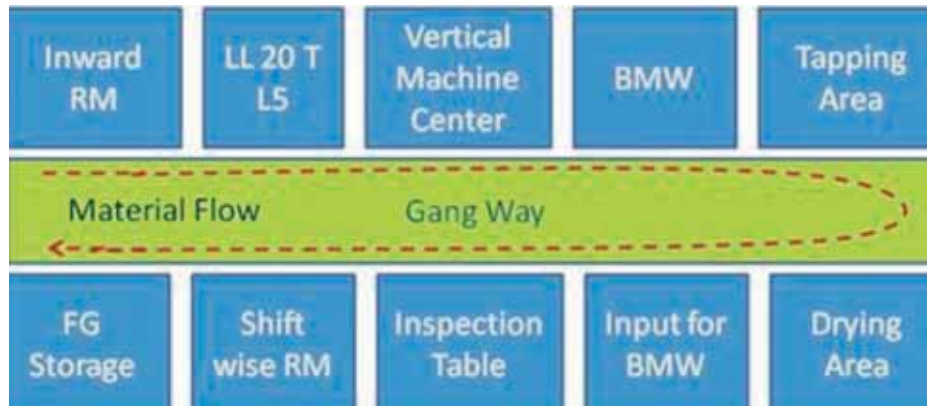 Inward
RM
LL 20 T
L5
Vertical
Machine
Center
BMW
Tapping
Area
Material Flow
Gang Way
FG
Storage
Shift
wise RM
Inspection
Table
Input for
BMW
Drying
Area